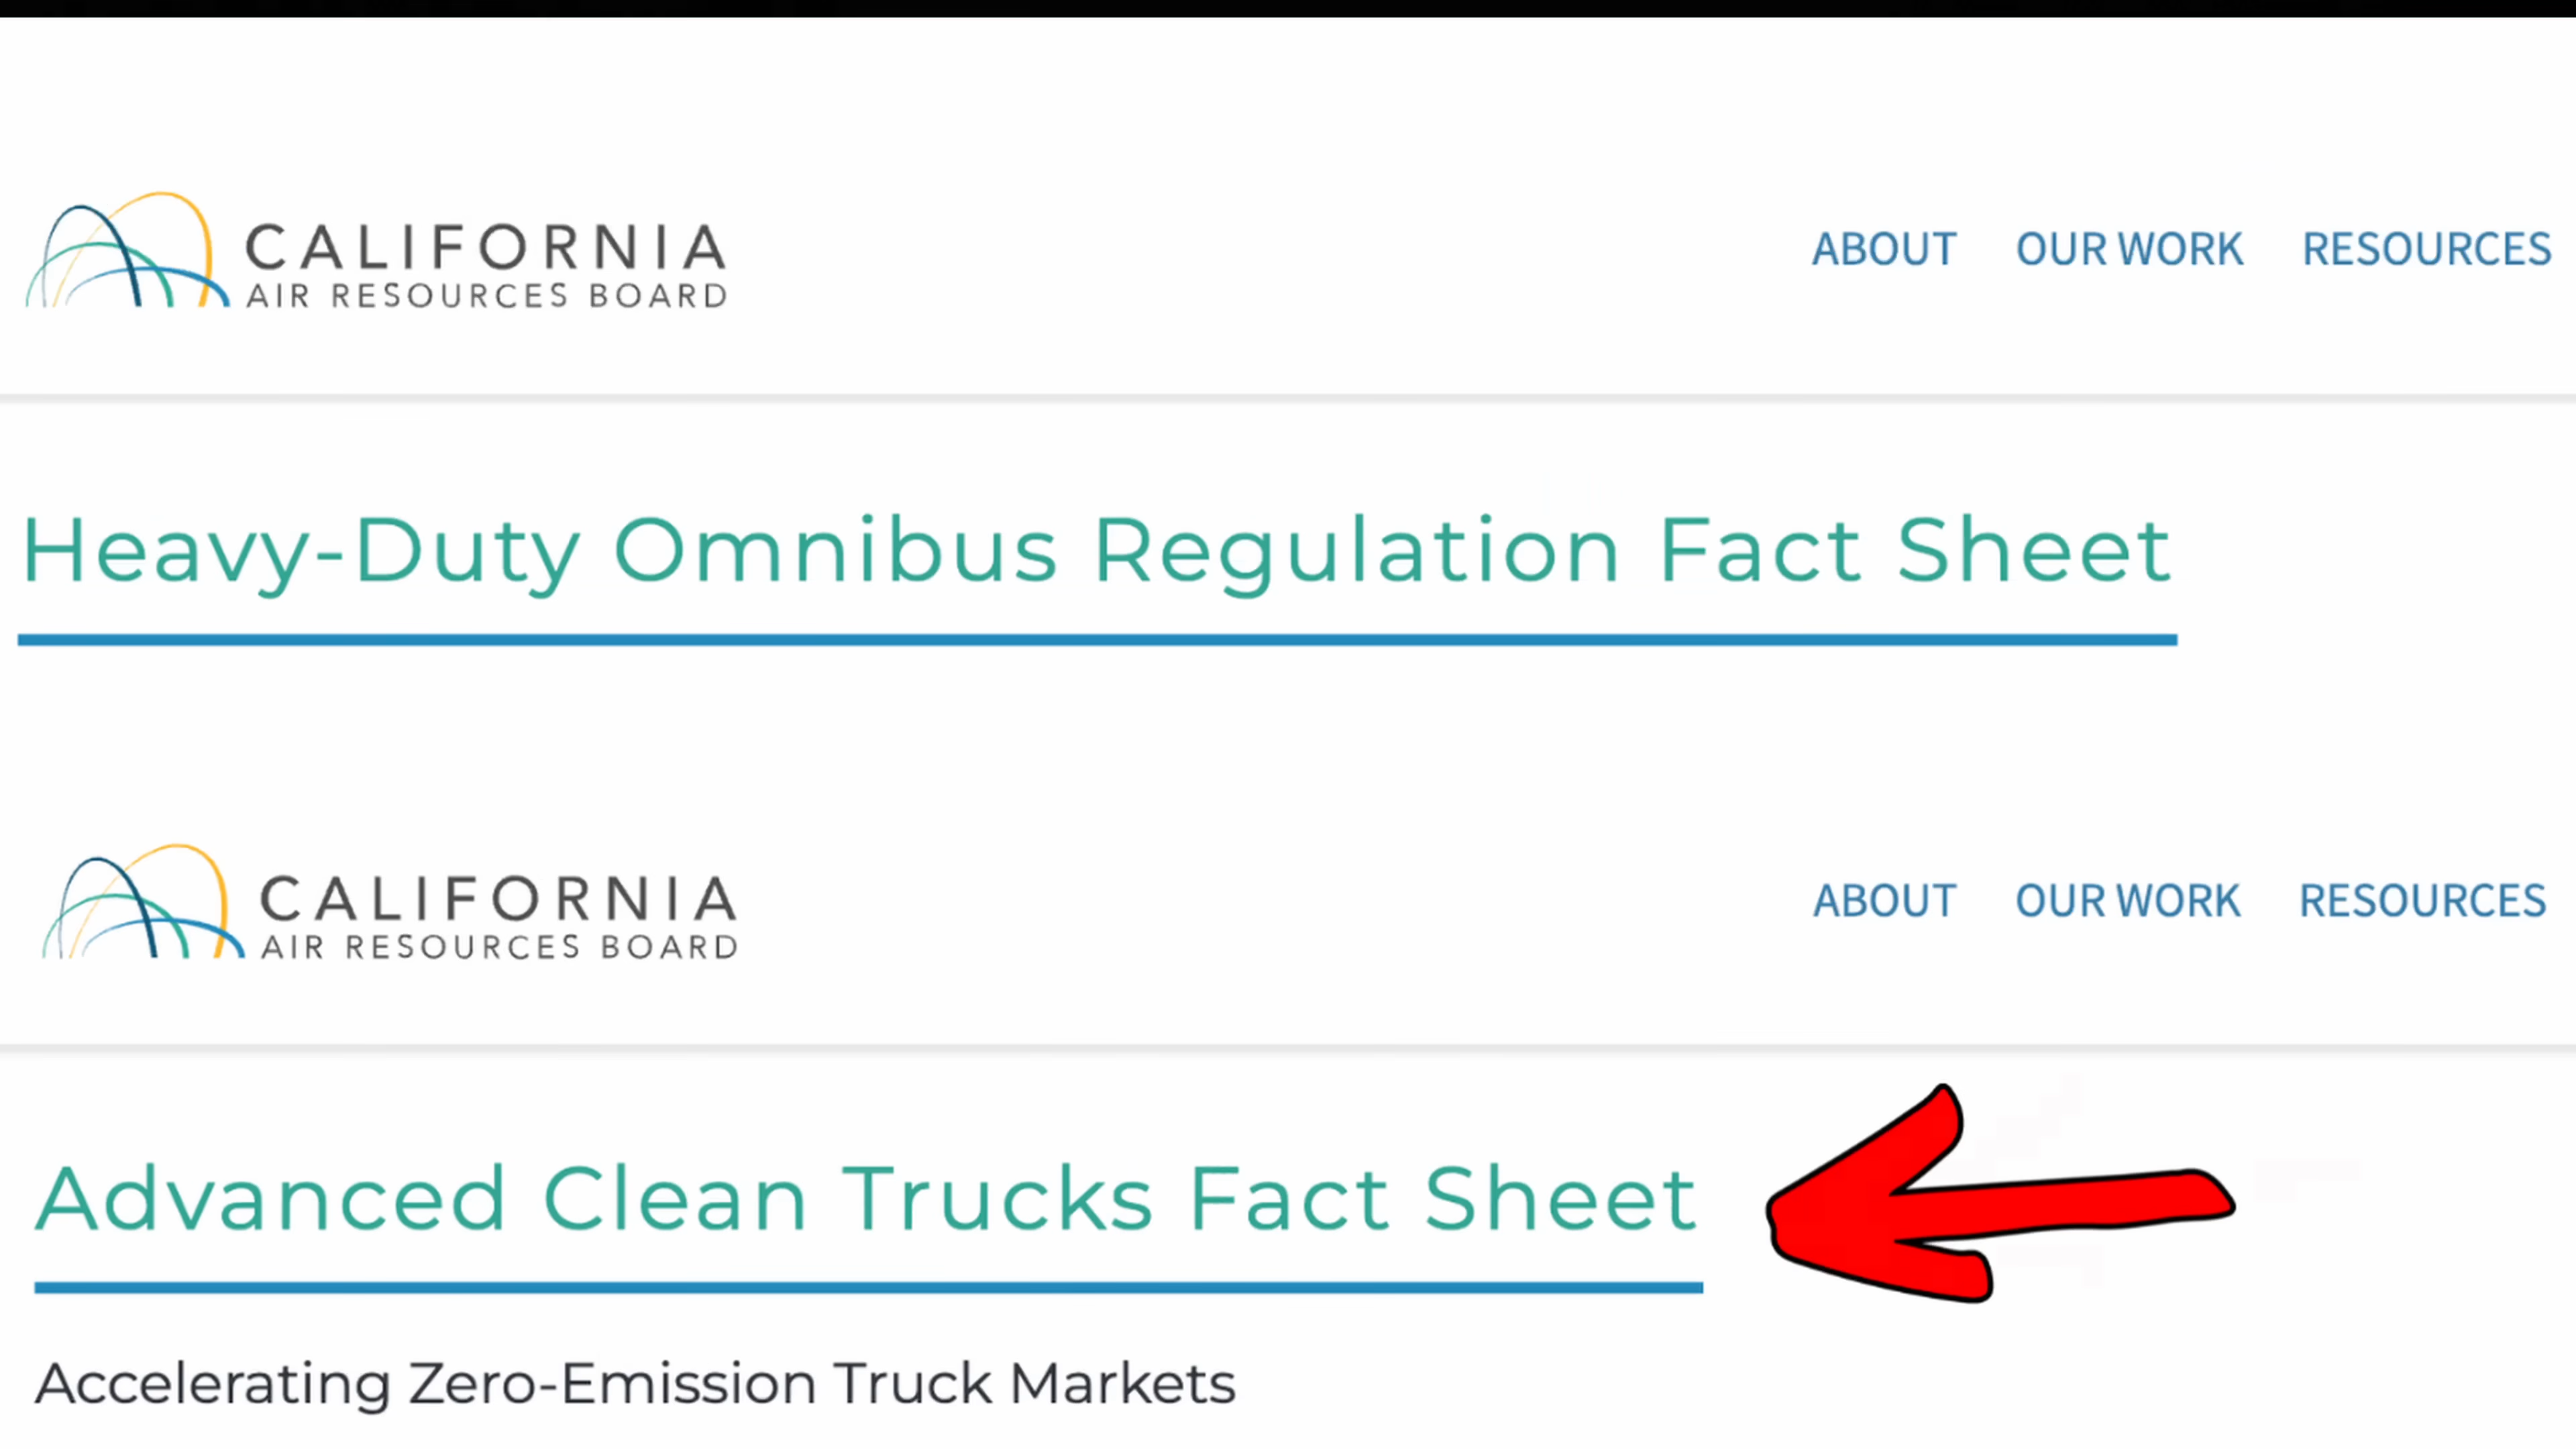 CALIFORNIA
AIR RESOURCES BOARD
ABOUT OUR WORK RESOURCES
Heavy-Duty Omnibus Regulation Fact Sheet
CALIFORNIA
AIR RESOURCES BOARD
ABOUT OUR WORK RESOURCES
Advanced Clean Trucks Fact Sheet
Accelerating Zero-Emission Truck Markets